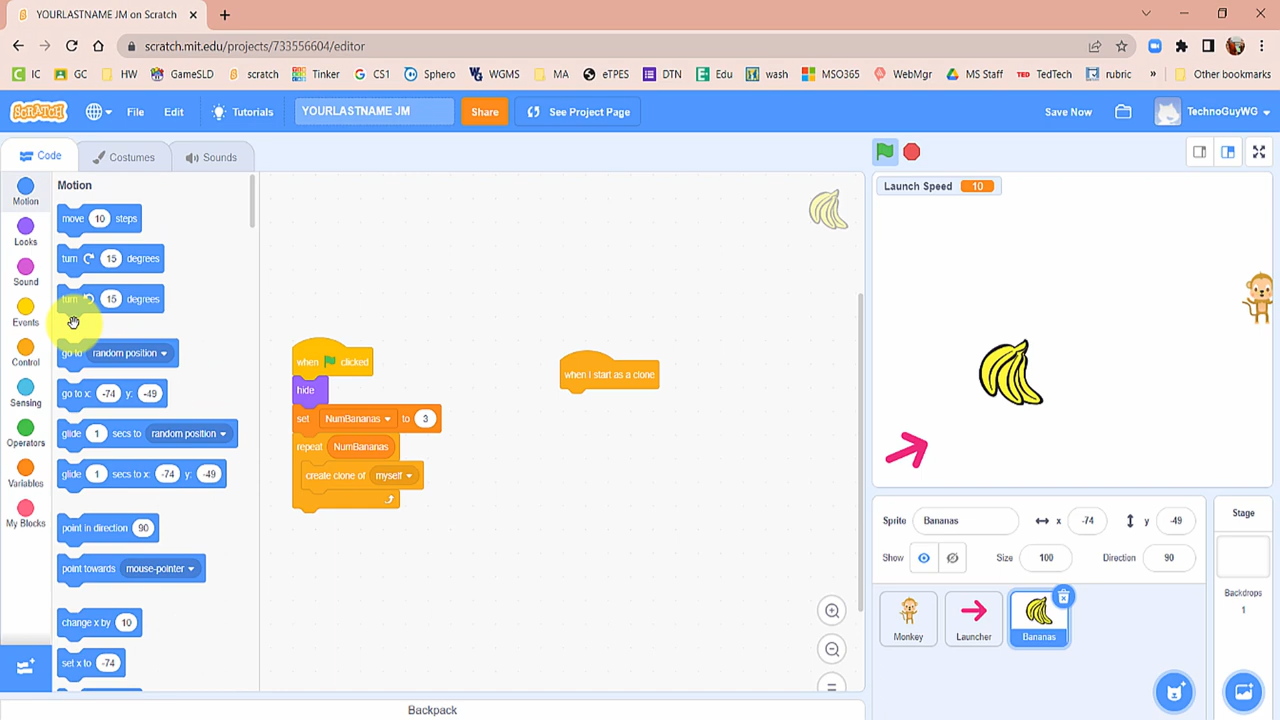 YOURLASTNAME JM on Scratch
scratch.mit.edu/projects/733556604/editor
IC GC HW GameSLD scratch Tinker CS1 Sphero WGMS MA eTPES DTN Edu wash MSO365 WebMgr MS Staff TED TedTech rubric » Other bookmarks
SCRATCH File Edit Tutorials YOURLASTNAME JM Share See Project Page Save Now TechnoGuyWG
Code Costumes Sounds
Motion
Looks
Sound
Events
Control
Sensing
Operators
Variables
My Blocks
Motion
move 10 steps
turn 15 degrees
turn 15 degrees
go to random position
go to x: -74 y: -49
glide 1 secs to random position
glide 1 secs to x: -74 y: -49
point in direction 90
point towards mouse-pointer
change x by 10
set x to -74
when clicked
hide
set NumBananas to 3
repeat NumBananas
create clone of myself
when I start as a clone
Launch Speed 10
Sprite Bananas x -74 y -49
Show Size 100 Direction 90
Monkey Launcher Bananas
Stage
Backdrops
1
Backpack